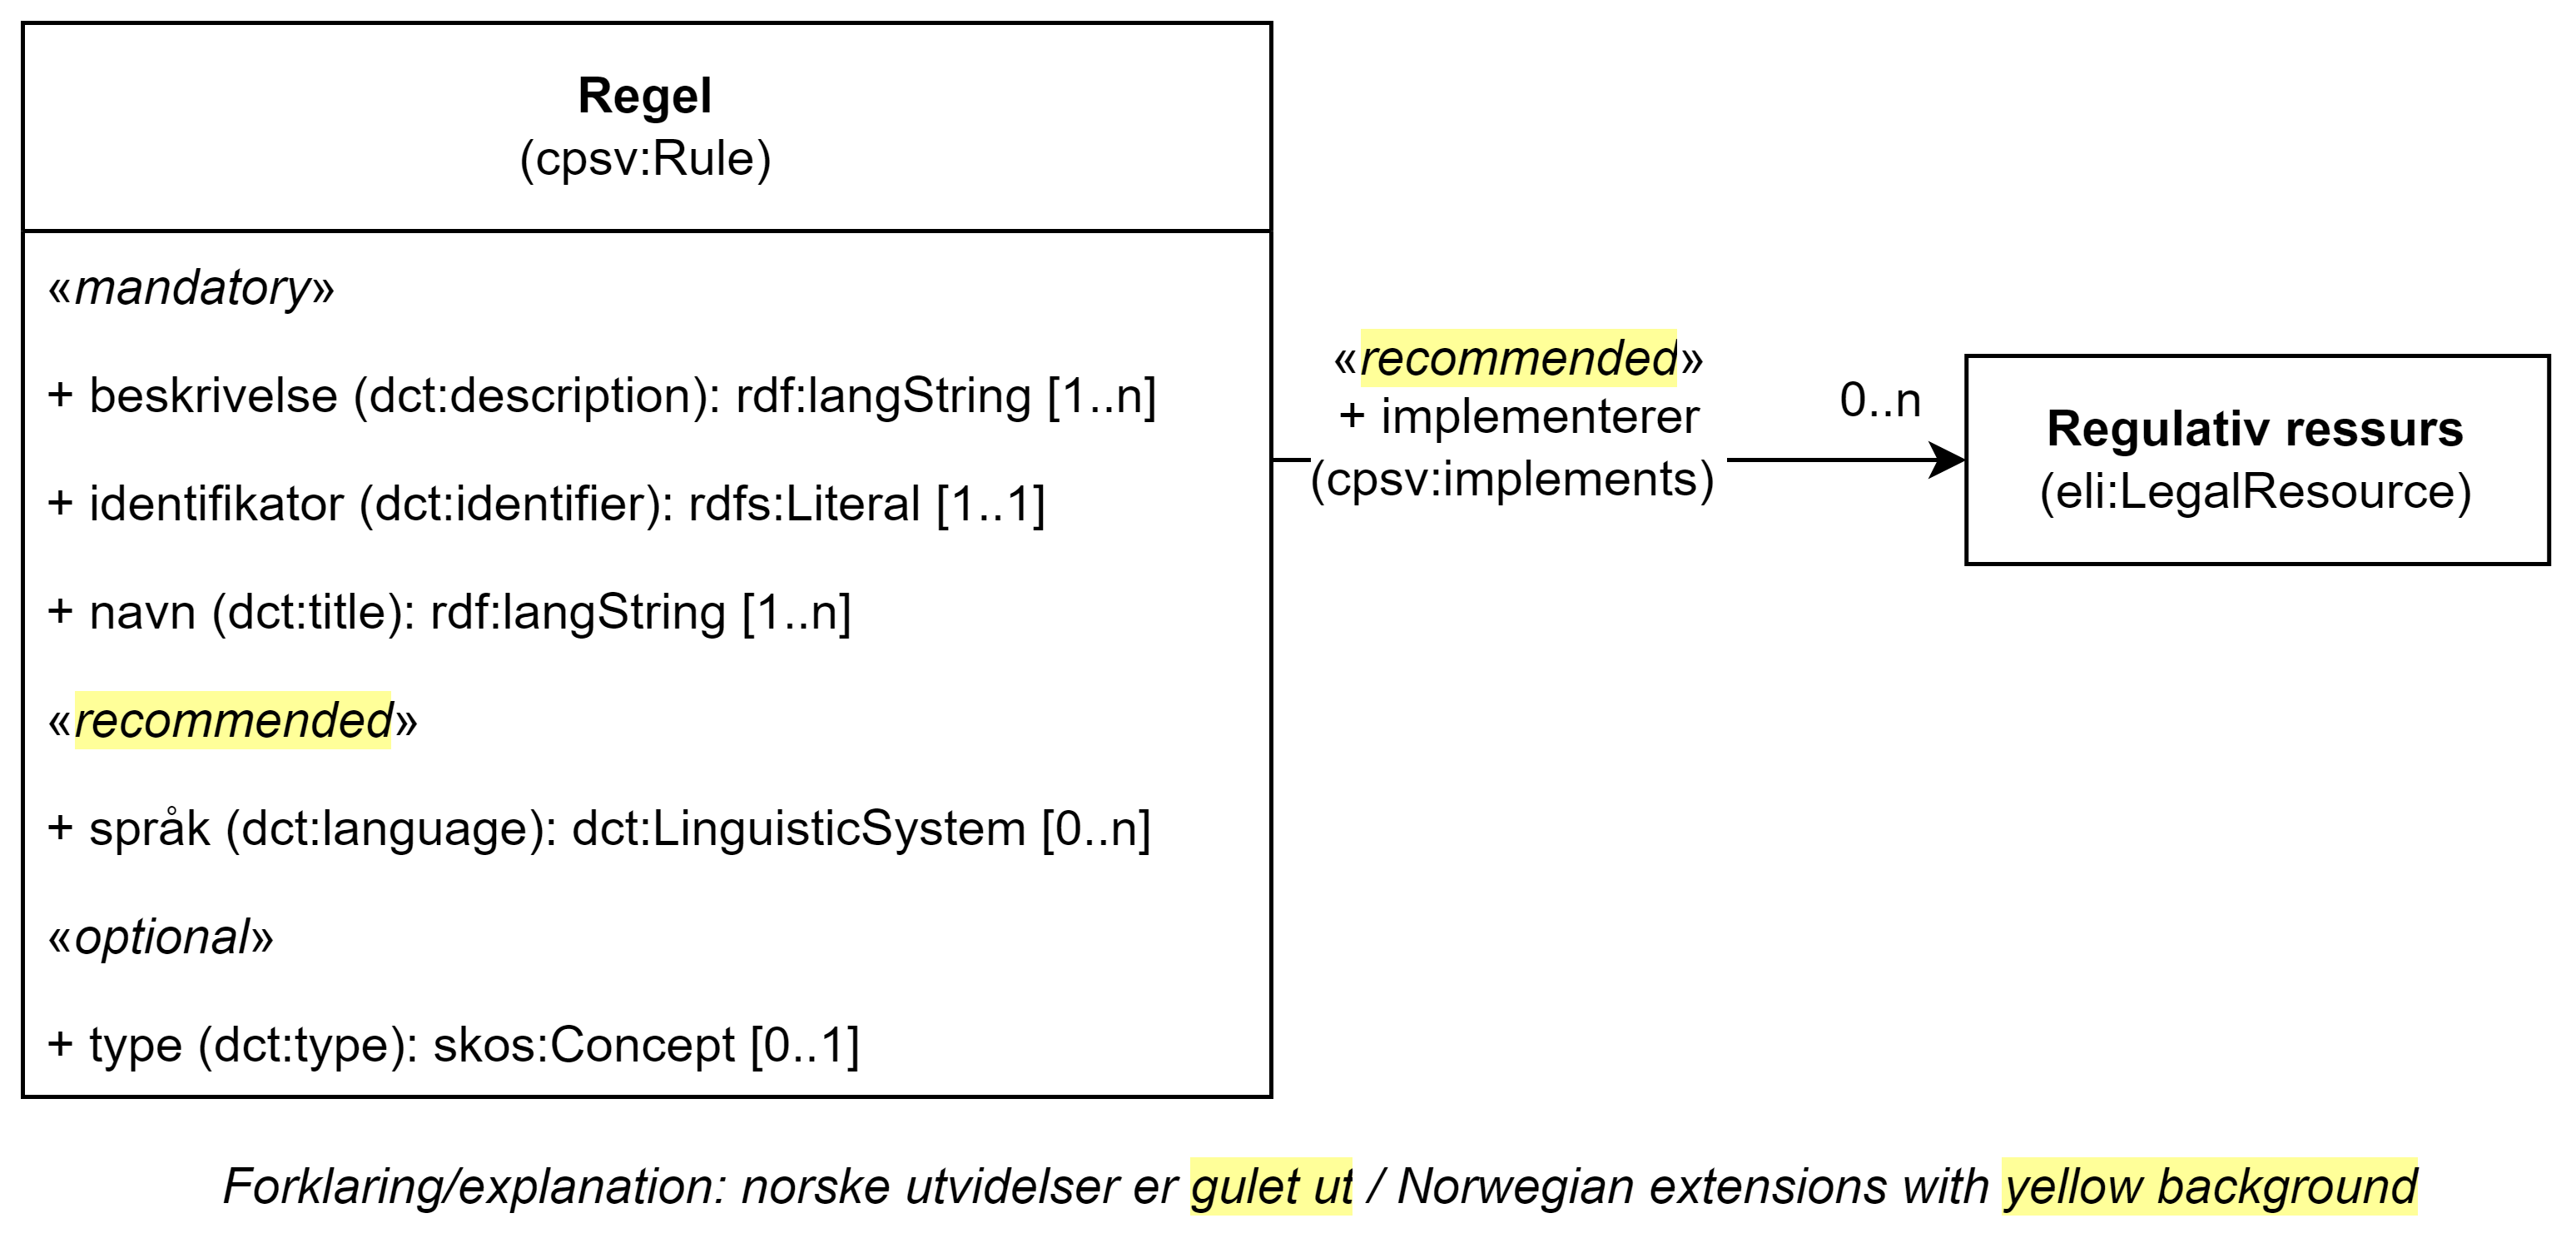 Regel
(cpsv:Rule)
«mandatory»
+ beskrivelse (dct:description): rdf:langString [1..n]
+ identifikator (dct:identifier): rdfs:Literal [1..1]
+ navn (dct:title): rdf:langString [1..n]
«recommended»
+ språk (dct:language): dct:LinguisticSystem [0..n]
«optional»
+ type (dct:type): skos:Concept [0..1]
«recommended»
+ implementerer
(cpsv:implements)
0..n
Regulativ ressurs
(eli:LegalResource)
Forklaring/explanation: norske utvidelser er gulet ut / Norwegian extensions with yellow background